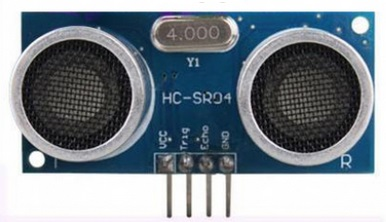 4.000
Y1
HC-SR04
VCC Trig Echo GND
T R